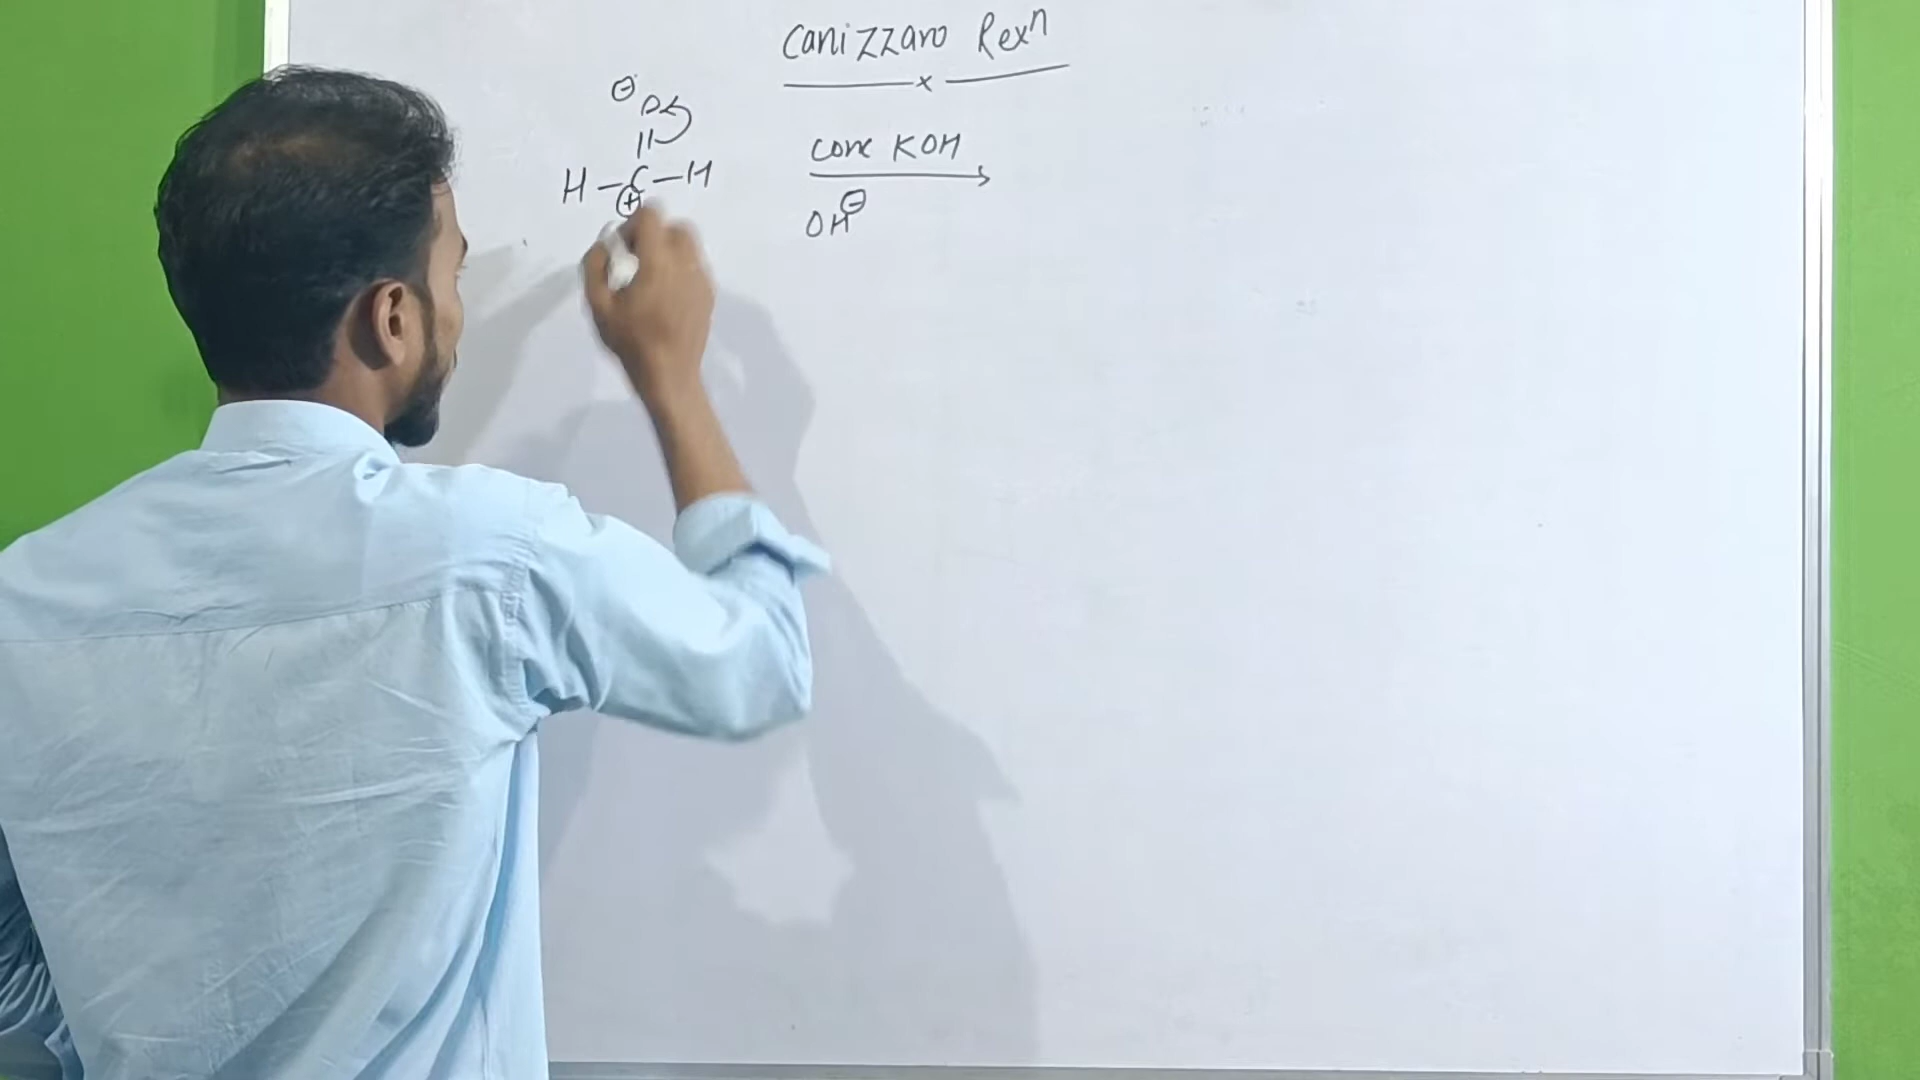 Canizzaro Rexn
x
⊖
O
||
H - C - H
⊕
conc KOH
OH⊖